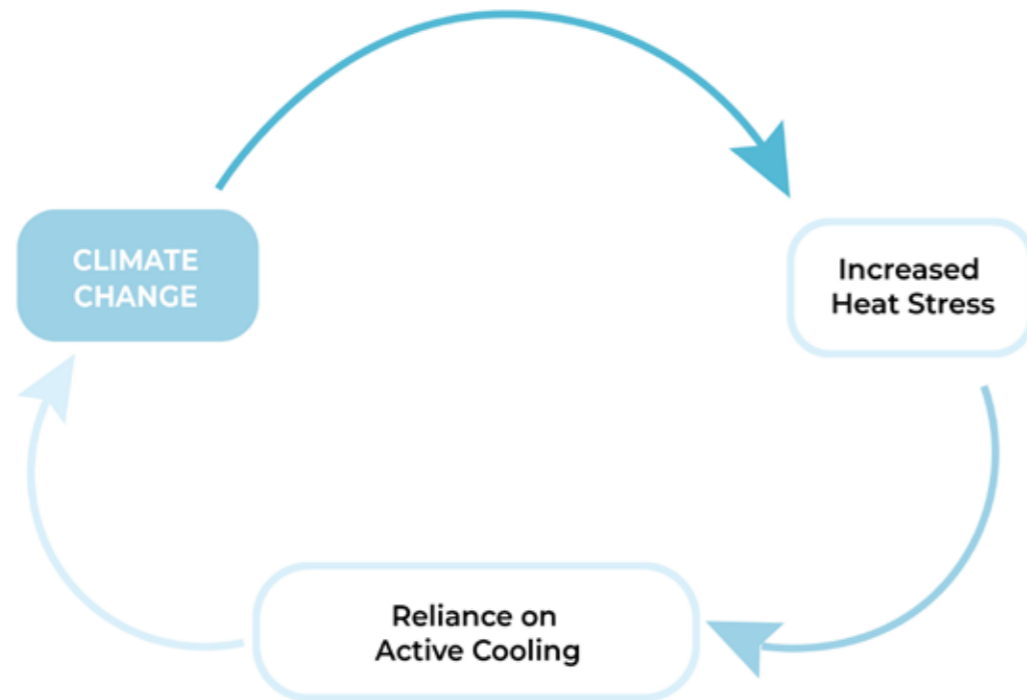 CLIMATE
CHANGE
Increased
Heat Stress
Reliance on
Active Cooling